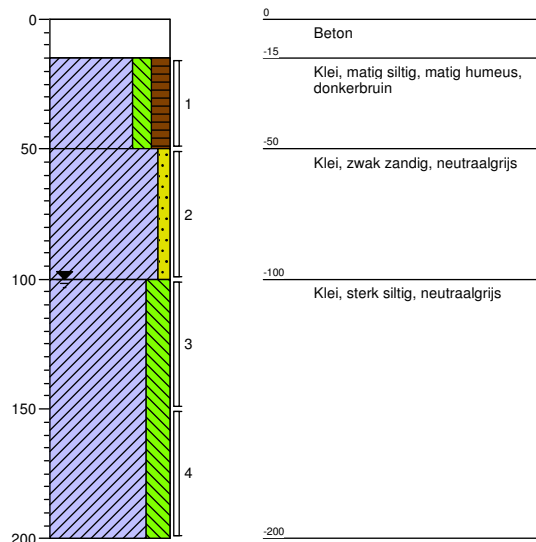 0
0
Beton
-15
Klei, matig siltig, matig humeus,
donkerbruin
1
50
-50
Klei, zwak zandig, neutraalgrijs
2
100
-100
Klei, sterk siltig, neutraalgrijs
3
150
4
200
-200